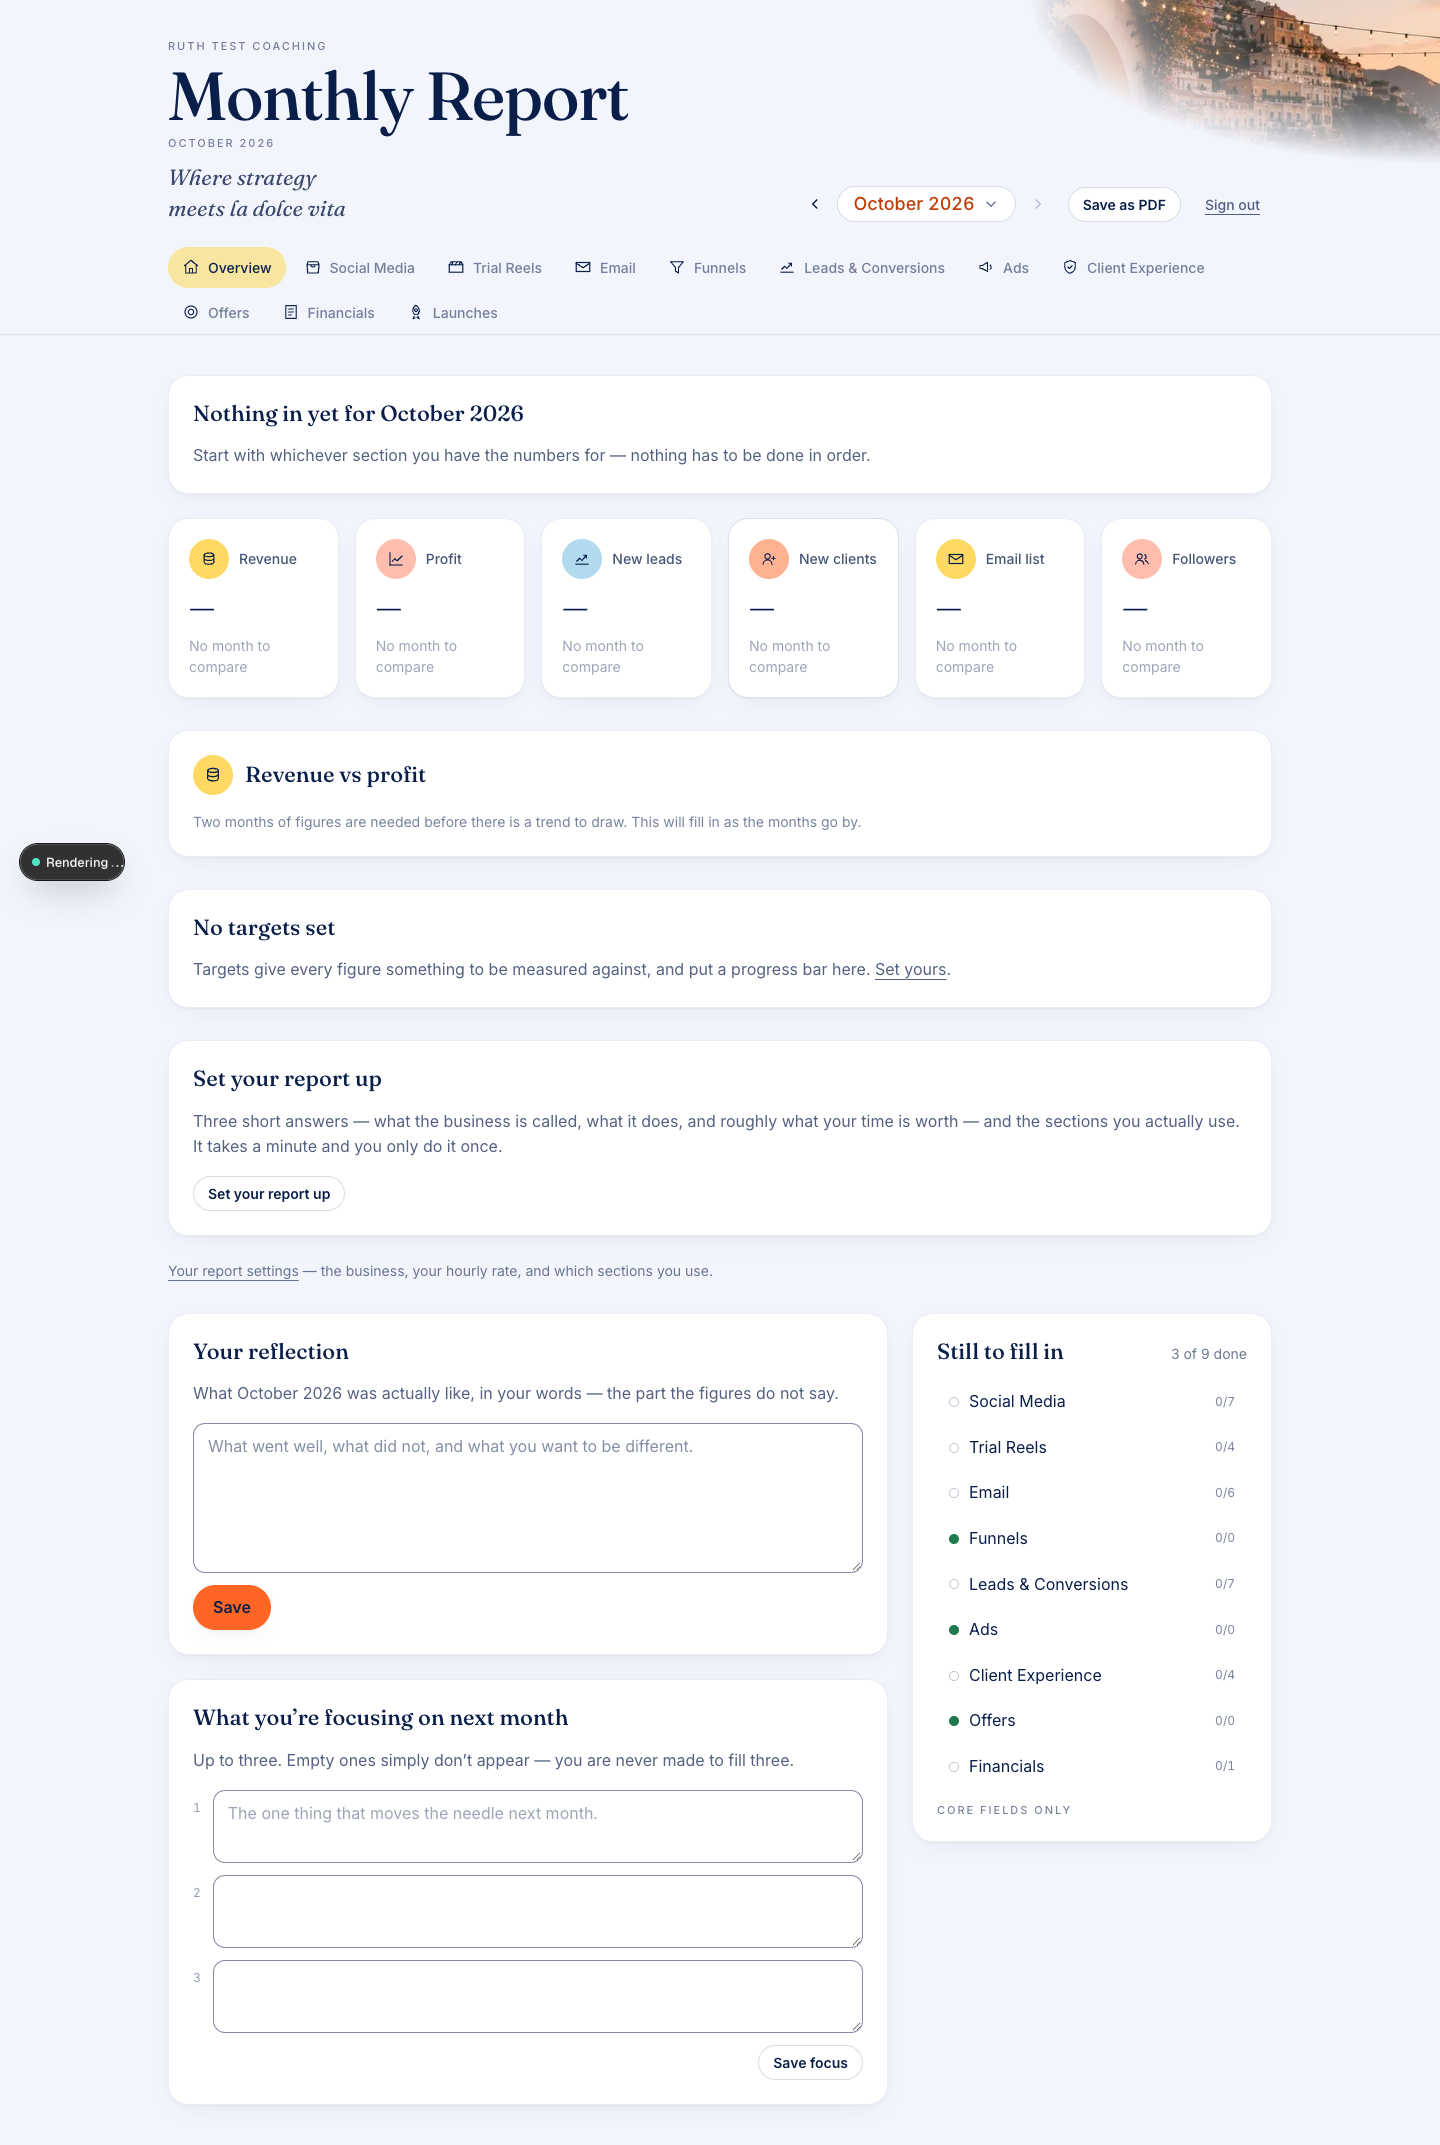 RUTH TEST COACHING
Monthly Report
OCTOBER 2026
Where strategy
meets la dolce vita
October 2026
Save as PDF
Sign out
Overview
Social Media
Trial Reels
Email
Funnels
Leads & Conversions
Ads
Client Experience
Offers
Financials
Launches
Nothing in yet for October 2026
Start with whichever section you have the numbers for — nothing has to be done in order.
Revenue
—
No month to
compare
Profit
—
No month to
compare
New leads
—
No month to
compare
New clients
—
No month to
compare
Email list
—
No month to
compare
Followers
—
No month to
compare
Revenue vs profit
Two months of figures are needed before there is a trend to draw. This will fill in as the months go by.
Rendering ...
No targets set
Targets give every figure something to be measured against, and put a progress bar here. Set yours.
Set your report up
Three short answers — what the business is called, what it does, and roughly what your time is worth — and the sections you actually use.
It takes a minute and you only do it once.
Set your report up
Your report settings — the business, your hourly rate, and which sections you use.
Your reflection
What October 2026 was actually like, in your words — the part the figures do not say.
What went well, what did not, and what you want to be different.
Save
What you’re focusing on next month
Up to three. Empty ones simply don’t appear — you are never made to fill three.
1
The one thing that moves the needle next month.
2
3
Save focus
Still to fill in
3 of 9 done
Social Media 0/7
Trial Reels 0/4
Email 0/6
Funnels 0/0
Leads & Conversions 0/7
Ads 0/0
Client Experience 0/4
Offers 0/0
Financials 0/1
CORE FIELDS ONLY